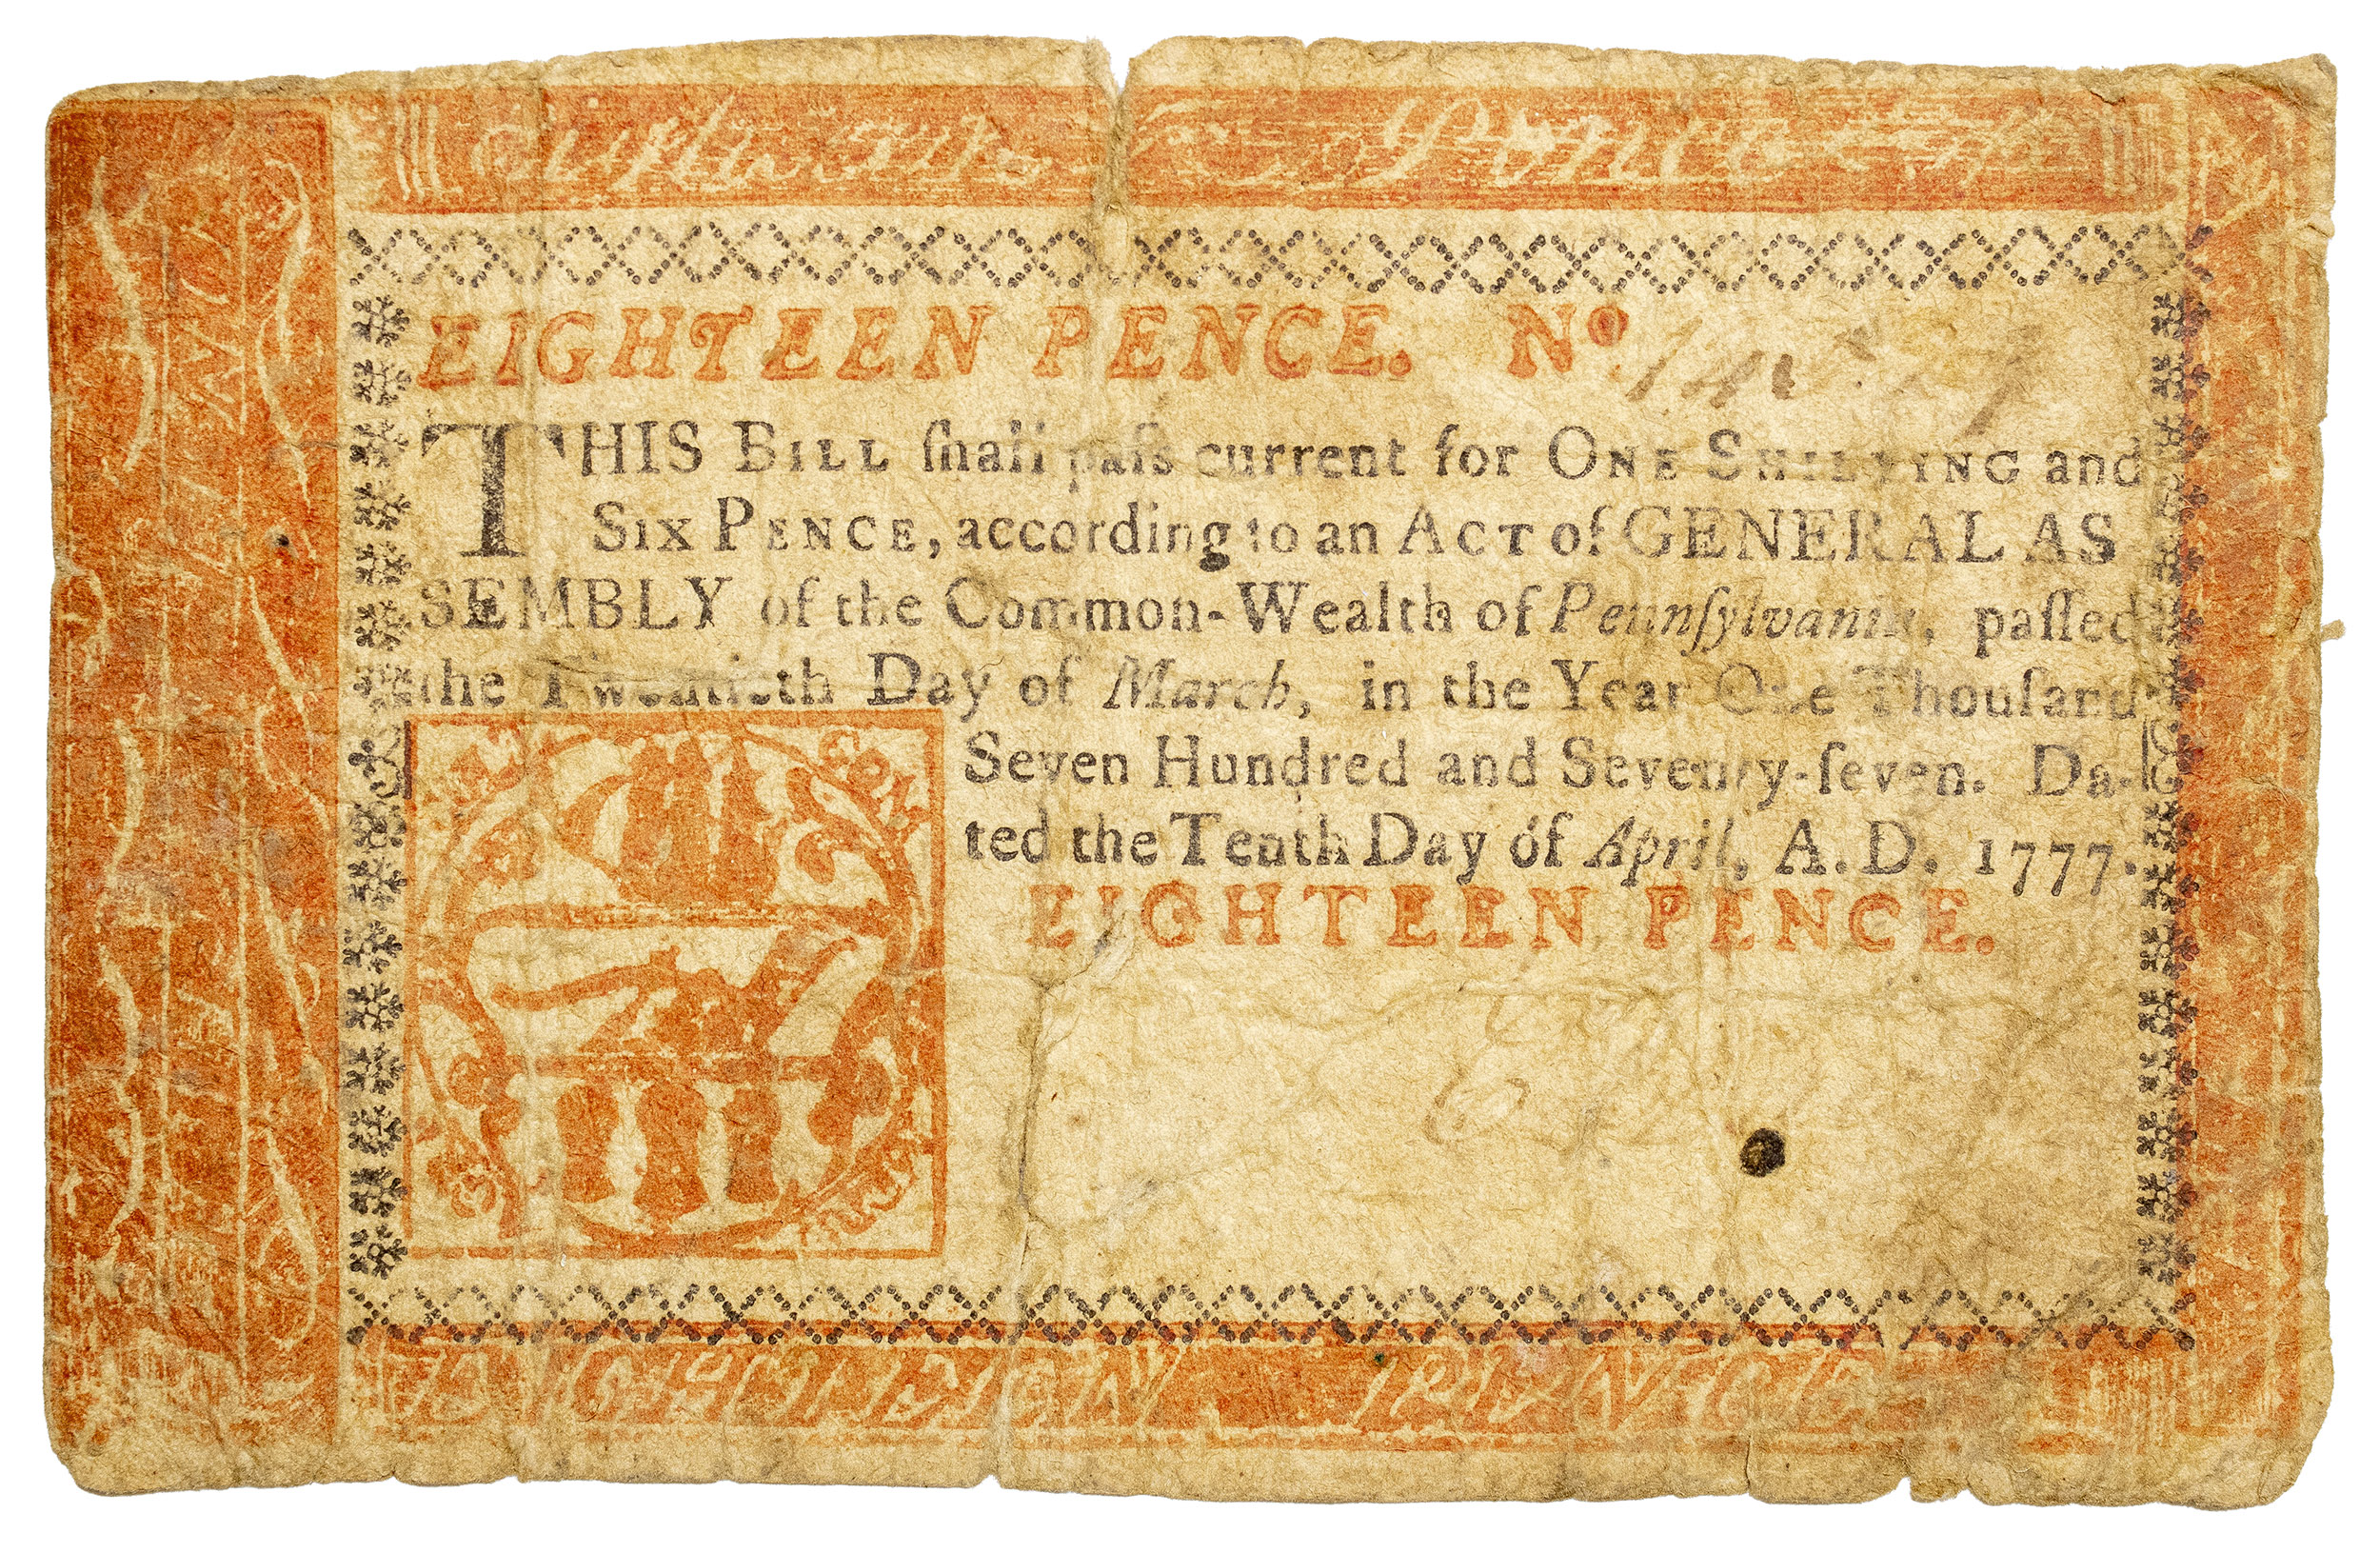 EIGHTEEN PENCE. No.
THIS BILL ſhall paſs current for ONE SHILLING and
SIX PENCE, according to an ACT of GENERAL AS
SEMBLY of the Common-Wealth of Pennſylvania, paſſed
the Twentieth Day of March, in the Year One Thouſand
Seven Hundred and Seventy-ſeven. Da-
ted the Tenth Day of April, A. D. 1777.
EIGHTEEN PENCE.
EIGHTEEN PENCE